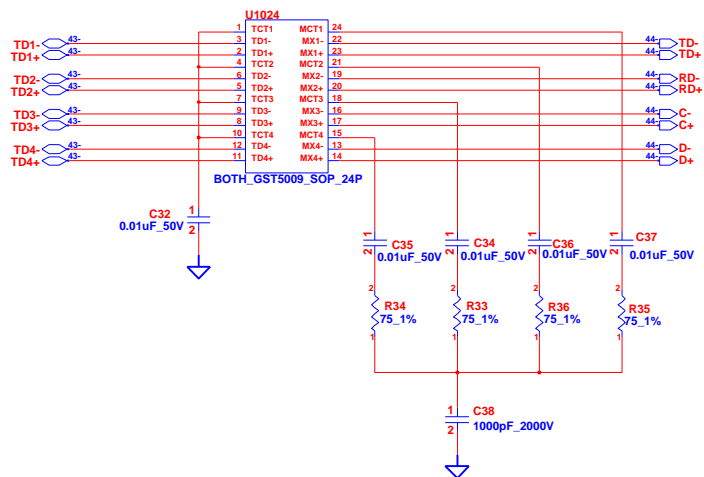 U1024
1 TCT1 MCT1 24
TD1- 43- 3 TD1- MX1- 22 44- TD-
TD1+ 43- 2 TD1+ MX1+ 23 44- TD+
4 TCT2 MCT2 21
TD2- 43- 6 TD2- MX2- 19 44- RD-
TD2+ 43- 5 TD2+ MX2+ 20 44- RD+
7 TCT3 MCT3 18
TD3- 43- 9 TD3- MX3- 16 44- C-
TD3+ 43- 8 TD3+ MX3+ 17 44- C+
10 TCT4 MCT4 15
TD4- 43- 12 TD4- MX4- 13 44- D-
TD4+ 43- 11 TD4+ MX4+ 14 44- D+
BOTH_GST5009_SOP_24P
1 C32
0.01uF_50V
2
1 C35 1 C34 1 C36 1 C37
2 0.01uF_50V 2 0.01uF_50V 2 0.01uF_50V 2 0.01uF_50V
2 2 2 2
R34 R33 R36 R35
75_1% 75_1% 75_1% 75_1%
1 1 1 1
1 C38
2 1000pF_2000V